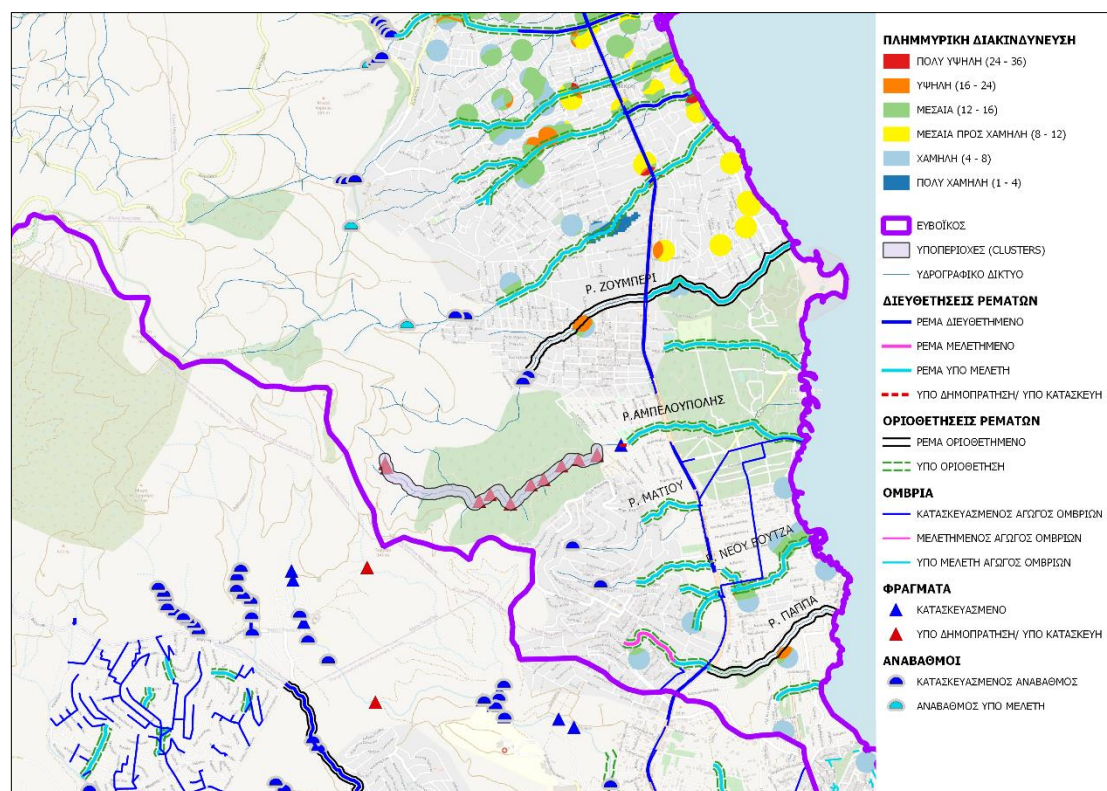 Ρ. ΖΟΥΜΠΕΡΙ
Ρ.ΑΜΠΕΛΟΥΠΟΛΗΣ
Ρ. ΜΑΤΙΟΥ
Ρ. ΝΕΟΥ ΒΟΥΤΖΑ
Ρ. ΠΑΠΠΑ
ΠΛΗΜΜΥΡΙΚΗ ΔΙΑΚΙΝΔΥΝΕΥΣΗ
ΠΟΛΥ ΥΨΗΛΗ (24 - 36)
ΥΨΗΛΗ (16 - 24)
ΜΕΣΑΙΑ (12 - 16)
ΜΕΣΑΙΑ ΠΡΟΣ ΧΑΜΗΛΗ (8 - 12)
ΧΑΜΗΛΗ (4 - 8)
ΠΟΛΥ ΧΑΜΗΛΗ (1 - 4)
ΕΥΒΟΪΚΟΣ
ΥΠΟΠΕΡΙΟΧΕΣ (CLUSTERS)
ΥΔΡΟΓΡΑΦΙΚΟ ΔΙΚΤΥΟ
ΔΙΕΥΘΕΤΗΣΕΙΣ ΡΕΜΑΤΩΝ
ΡΕΜΑ ΔΙΕΥΘΕΤΗΜΕΝΟ
ΡΕΜΑ ΜΕΛΕΤΗΜΕΝΟ
ΡΕΜΑ ΥΠΟ ΜΕΛΕΤΗ
ΥΠΟ ΔΗΜΟΠΡΑΤΗΣΗ/ ΥΠΟ ΚΑΤΑΣΚΕΥΗ
ΟΡΙΟΘΕΤΗΣΕΙΣ ΡΕΜΑΤΩΝ
ΡΕΜΑ ΟΡΙΟΘΕΤΗΜΕΝΟ
ΥΠΟ ΟΡΙΟΘΕΤΗΣΗ
ΟΜΒΡΙΑ
ΚΑΤΑΣΚΕΥΑΣΜΕΝΟΣ ΑΓΩΓΟΣ ΟΜΒΡΙΩΝ
ΜΕΛΕΤΗΜΕΝΟΣ ΑΓΩΓΟΣ ΟΜΒΡΙΩΝ
ΥΠΟ ΜΕΛΕΤΗ ΑΓΩΓΟΣ ΟΜΒΡΙΩΝ
ΦΡΑΓΜΑΤΑ
ΚΑΤΑΣΚΕΥΑΣΜΕΝΟ
ΥΠΟ ΔΗΜΟΠΡΑΤΗΣΗ/ ΥΠΟ ΚΑΤΑΣΚΕΥΗ
ΑΝΑΒΑΘΜΟΙ
ΚΑΤΑΣΚΕΥΑΣΜΕΝΟΣ ΑΝΑΒΑΘΜΟΣ
ΑΝΑΒΑΘΜΟΣ ΥΠΟ ΜΕΛΕΤΗ